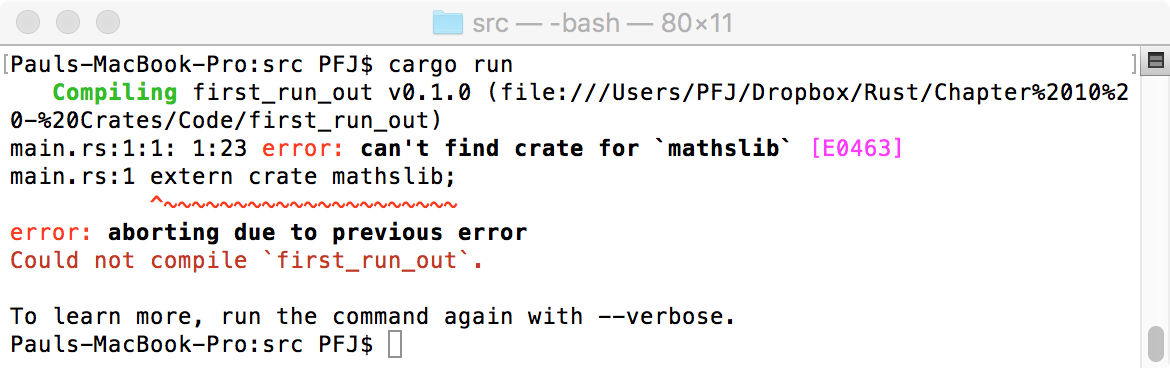 src — -bash — 80×11
[Pauls-MacBook-Pro:src PFJ$ cargo run ]
   Compiling first_run_out v0.1.0 (file:///Users/PFJ/Dropbox/Rust/Chapter%2010%2
0-%20Crates/Code/first_run_out)
main.rs:1:1: 1:23 error: can't find crate for `mathslib` [E0463]
main.rs:1 extern crate mathslib;
          ^~~~~~~~~~~~~~~~~~~~~~
error: aborting due to previous error
Could not compile `first_run_out`.
To learn more, run the command again with --verbose.
Pauls-MacBook-Pro:src PFJ$